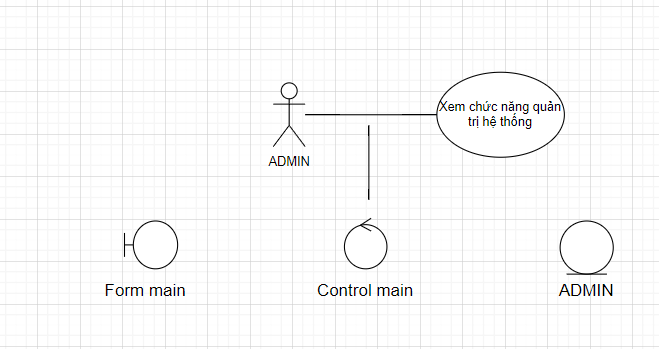 Xem chức năng quản
trị hệ thống
ADMIN
Form main
Control main
ADMIN